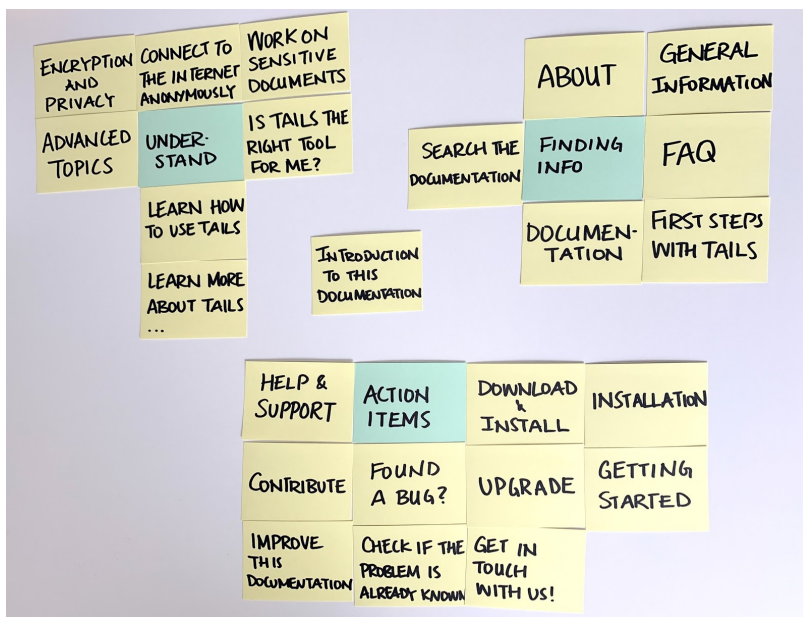 ENCRYPTION
AND
PRIVACY
CONNECT TO
THE INTERNET
ANONYMOUSLY
WORK ON
SENSITIVE
DOCUMENTS
ADVANCED
TOPICS
UNDER-
STAND
IS TAILS THE
RIGHT TOOL
FOR ME?
LEARN HOW
TO USE TAILS
LEARN MORE
ABOUT TAILS
...
INTRODUCTION
TO THIS
DOCUMENTATION
ABOUT
GENERAL
INFORMATION
SEARCH THE
DOCUMENTATION
FINDING
INFO
FAQ
DOCUMEN-
TATION
FIRST STEPS
WITH TAILS
HELP &
SUPPORT
ACTION
ITEMS
DOWNLOAD
&
INSTALL
INSTALLATION
CONTRIBUTE
FOUND
A BUG?
UPGRADE
GETTING
STARTED
IMPROVE
THIS
DOCUMENTATION
CHECK IF THE
PROBLEM IS
ALREADY KNOWN
GET IN
TOUCH
WITH US!